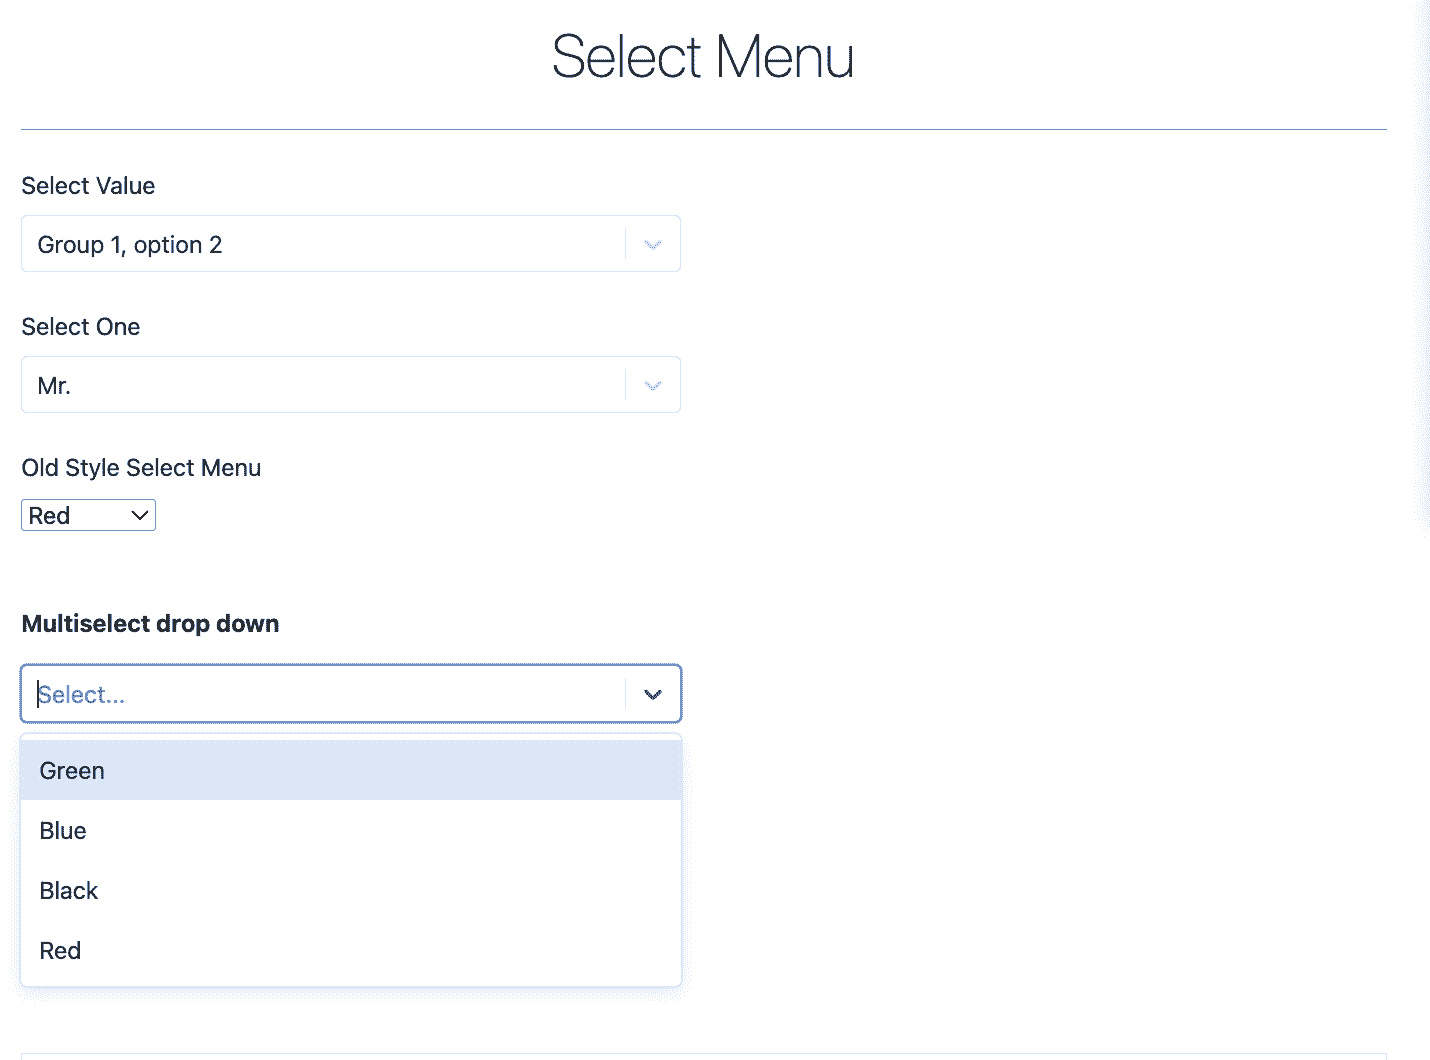 Select Menu
Select Value
Group 1, option 2
Select One
Mr.
Old Style Select Menu
Red
Multiselect drop down
Select...
Green
Blue
Black
Red